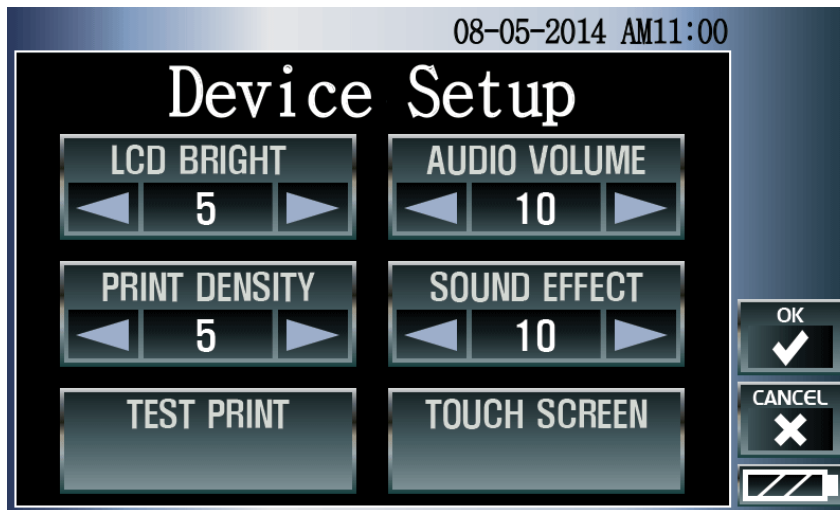 08-05-2014 AM11:00
Device Setup
LCD BRIGHT
5
AUDIO VOLUME
10
PRINT DENSITY
5
SOUND EFFECT
10
TEST PRINT
TOUCH SCREEN
OK
CANCEL